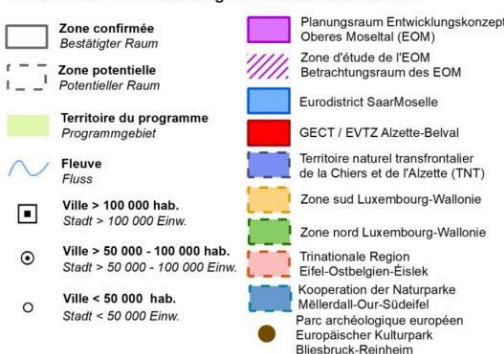 Zone confirmée
Bestätigter Raum
Zone potentielle
Potentieller Raum
Territoire du programme
Programmgebiet
Fleuve
Fluss
Ville > 100 000 hab.
Stadt > 100 000 Einw.
Ville > 50 000 - 100 000 hab.
Stadt > 50 000 - 100 000 Einw.
Ville < 50 000 hab.
Stadt < 50 000 Einw.
Planungsraum Entwicklungskonzept
Oberes Moseltal (EOM)
Zone d'étude de l'EOM
Betrachtungsraum des EOM
Eurodistrict SaarMoselle
GECT / EVTZ Alzette-Belval
Territoire naturel transfrontalier
de la Chiers et de l'Alzette (TNT)
Zone sud Luxembourg-Wallonie
Zone nord Luxembourg-Wallonie
Trinationale Region
Eifel-Ostbelgien-Éislek
Kooperation der Naturparke
Mëllerdall-Our-Südeifel
Parc archéologique européen
Europäischer Kulturpark
Bliesbruck-Reinheim